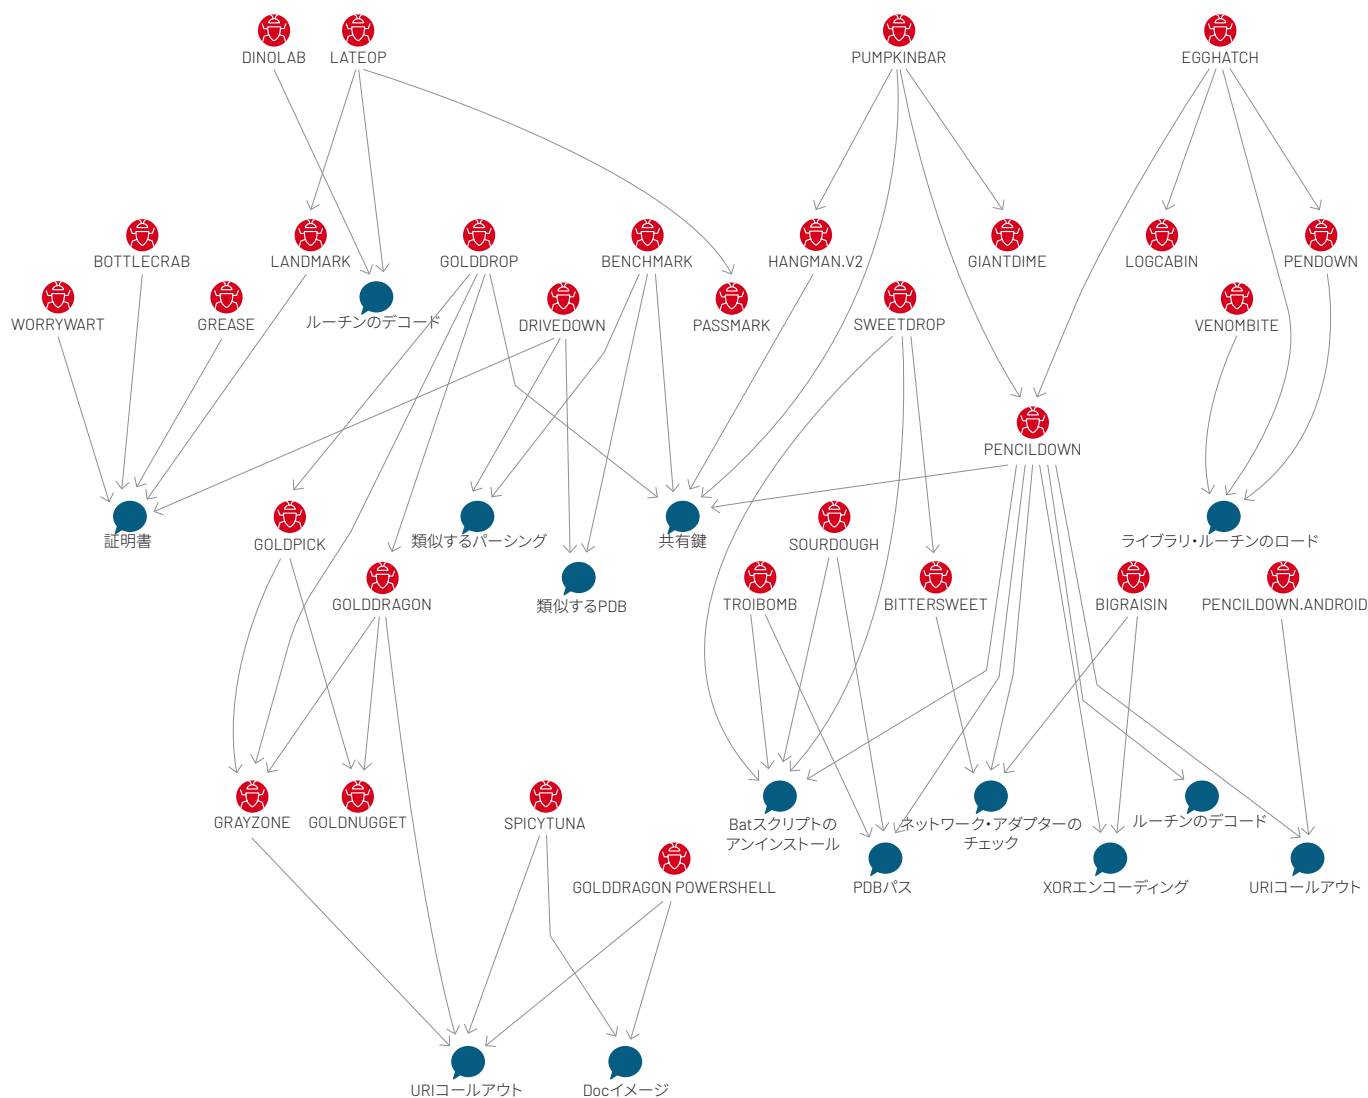 DINOLAB
LATEOP
PUMPKINBAR
EGGHATCH
BOTTLECRAB
LANDMARK
GOLDDROP
BENCHMARK
HANGMAN.V2
GIANTDIME
LOGCABIN
PENDOWN
WORRYWART
GREASE
ルーチンのデコード
DRIVEDOWN
PASSMARK
SWEETDROP
VENOMBITE
PENCILDOWN
証明書
GOLDPICK
類似するパーシング
共有鍵
SOURDOUGH
ライブラリ・ルーチンのロード
GOLDDRAGON
類似するPDB
TROIBOMB
BITTERSWEET
BIGRAISIN
PENCILDOWN.ANDROID
GRAYZONE
GOLDNUGGET
SPICYTUNA
Batスクリプトの
アンインストール
ネットワーク・アダプターの
チェック
ルーチンのデコード
GOLDDRAGON POWERSHELL
PDBパス
XORエンコーディング
URIコールアウト
URIコールアウト
Docイメージ